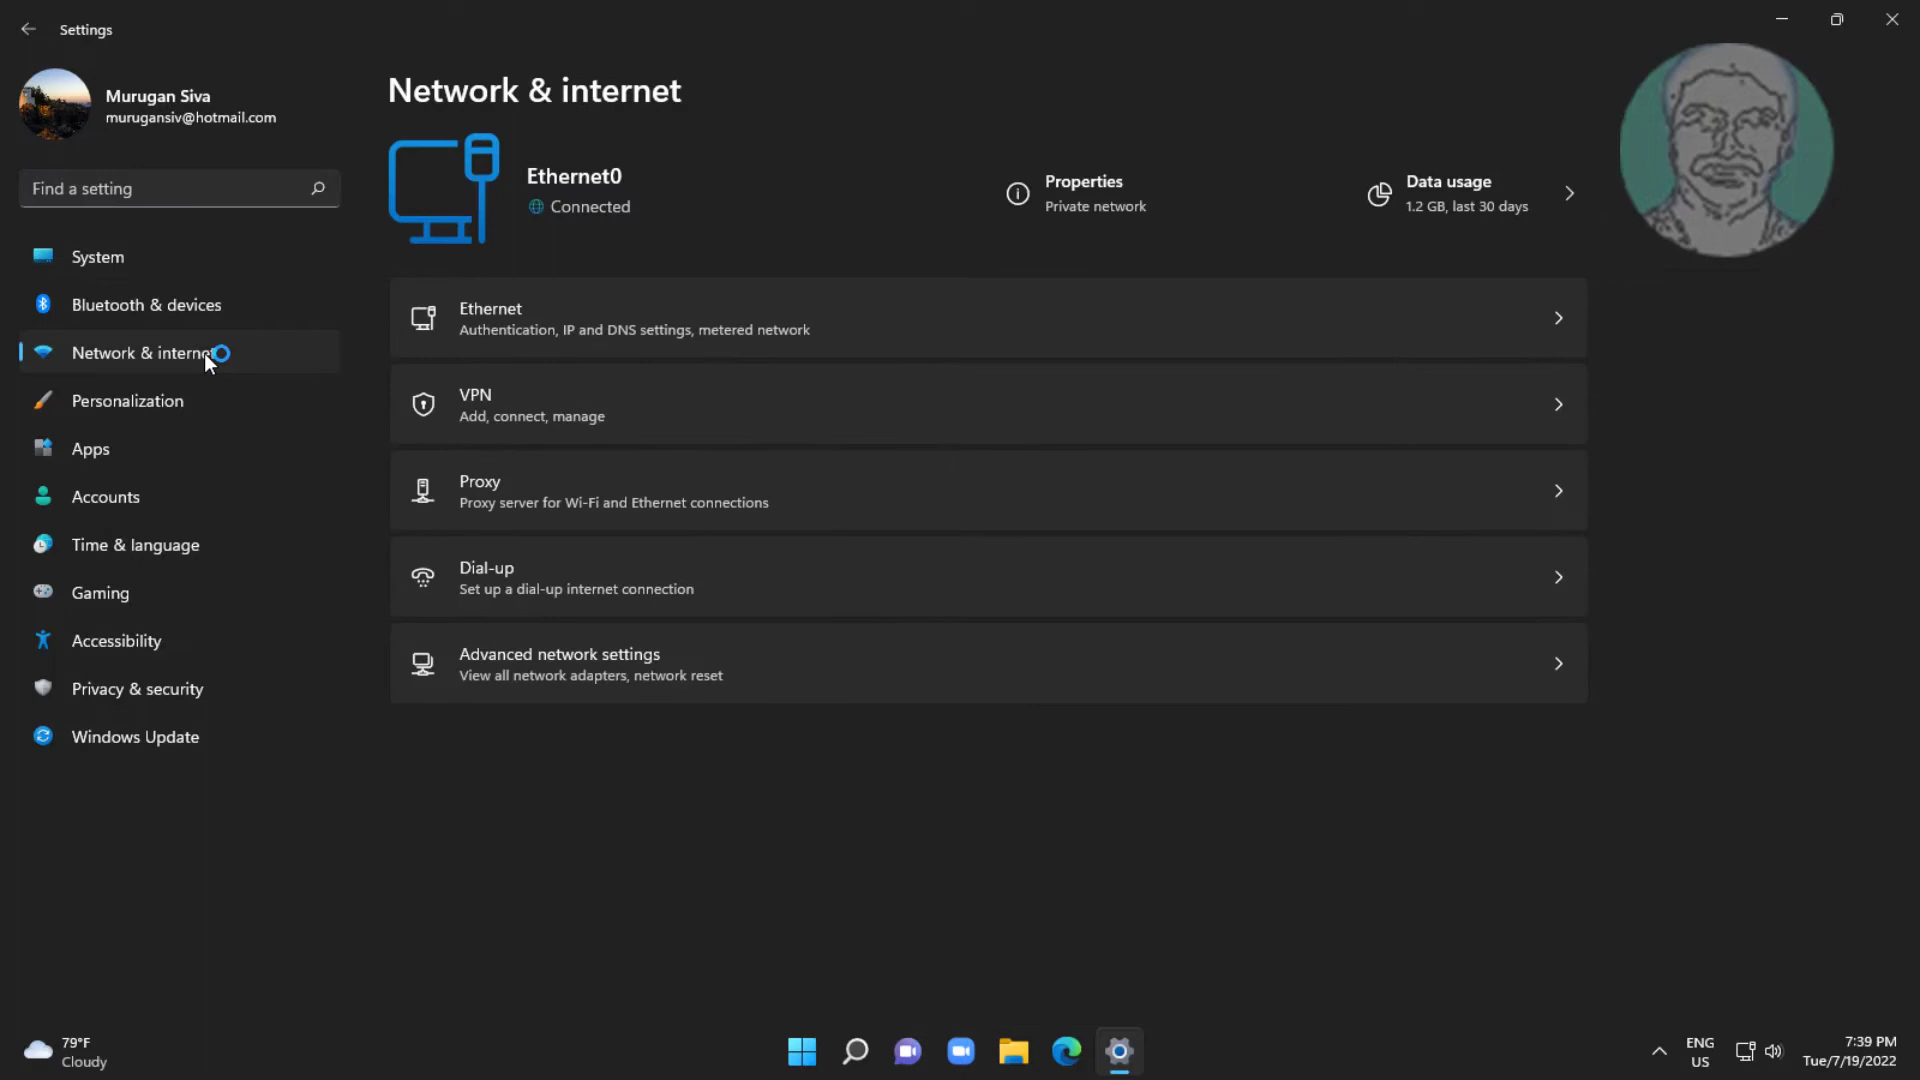 Settings
Murugan Siva
murugansiv@hotmail.com
Find a setting
System
Bluetooth & devices
Network & internet
Personalization
Apps
Accounts
Time & language
Gaming
Accessibility
Privacy & security
Windows Update
Network & internet
Ethernet0
Connected
Properties
Private network
Data usage
1.2 GB, last 30 days
Ethernet
Authentication, IP and DNS settings, metered network
VPN
Add, connect, manage
Proxy
Proxy server for Wi-Fi and Ethernet connections
Dial-up
Set up a dial-up internet connection
Advanced network settings
View all network adapters, network reset
79°F
Cloudy
ENG
US
7:39 PM
Tue/7/19/2022